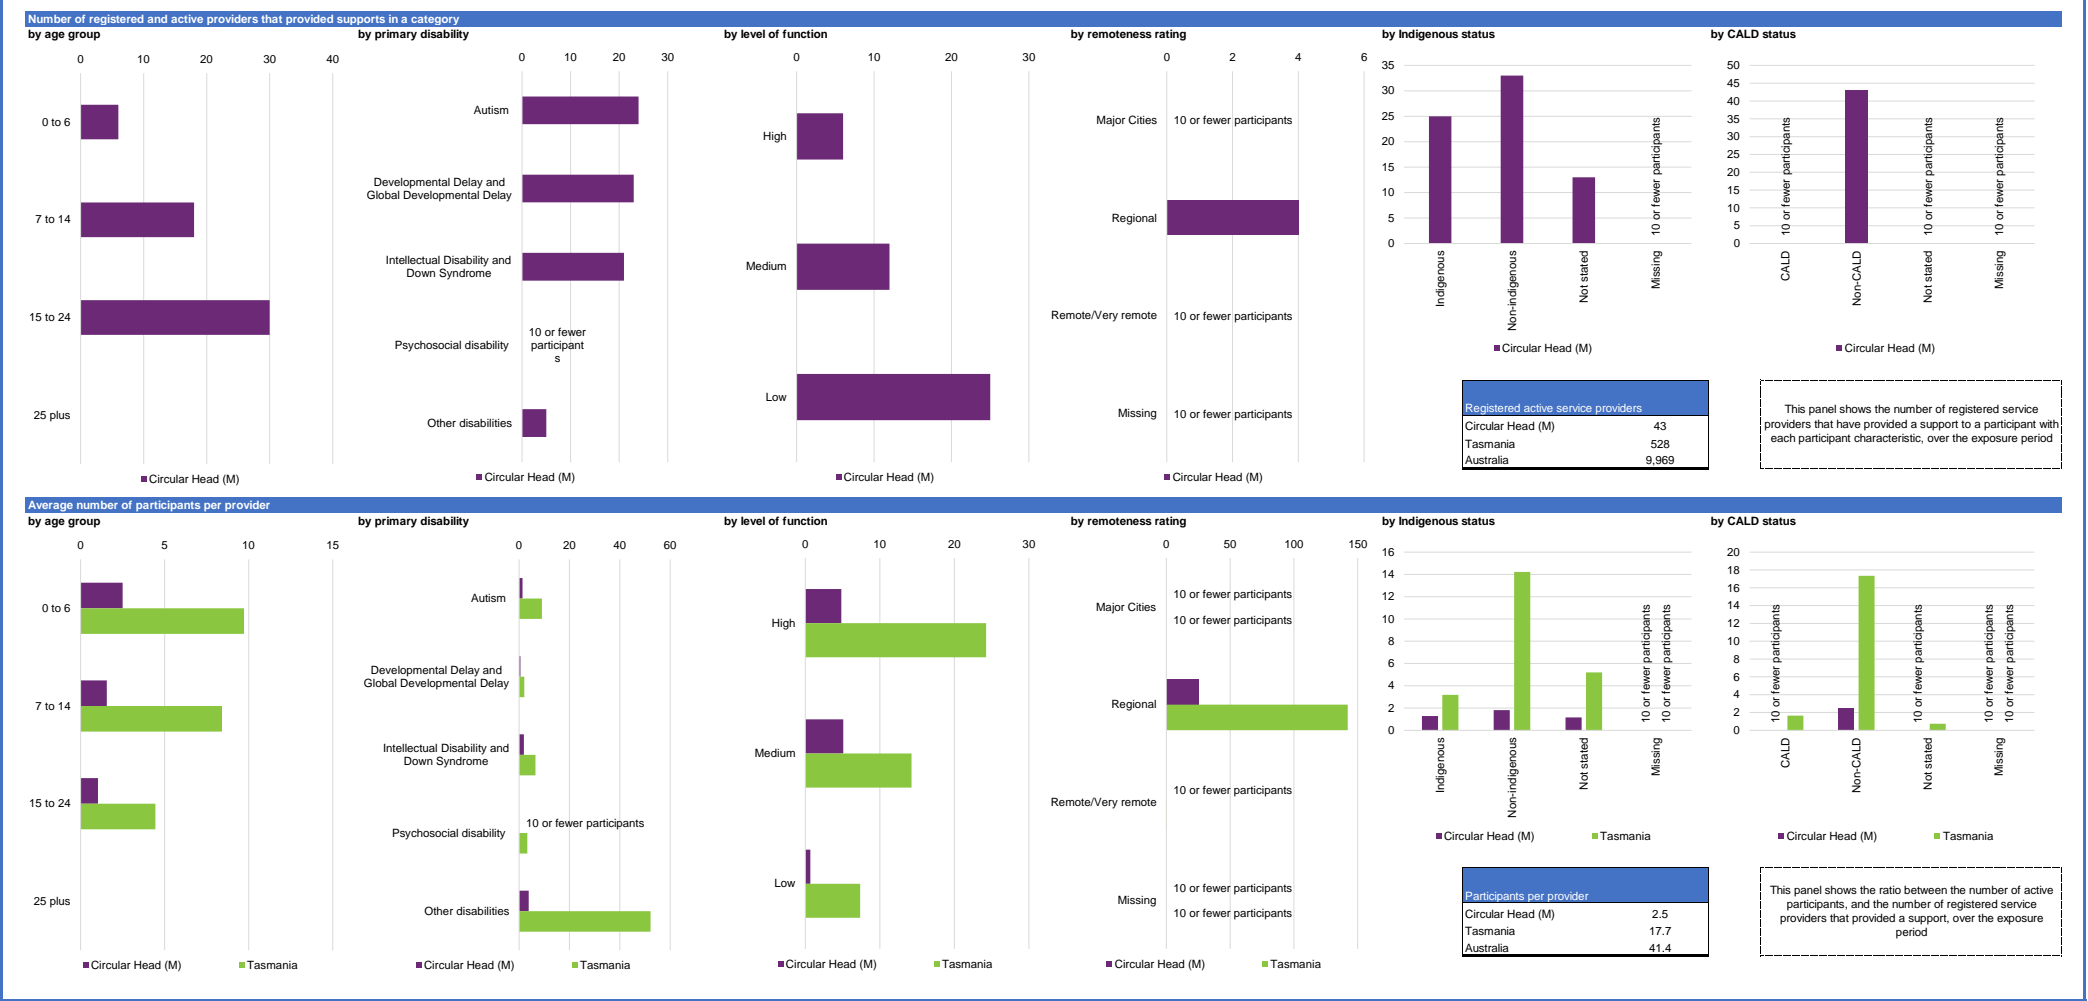 Number of registered and active providers that provided supports in a category
by age group
0 10 20 30 40
0 to 6
7 to 14
15 to 24
25 plus
Circular Head (M)
by primary disability
0 10 20 30
Autism
Developmental Delay and
Global Developmental Delay
Intellectual Disability and
Down Syndrome
Psychosocial disability
10 or fewer
participant
s
Other disabilities
Circular Head (M)
by level of function
0 10 20 30
High
Medium
Low
Circular Head (M)
by remoteness rating
0 2 4 6
Major Cities 10 or fewer participants
Regional
Remote/Very remote 10 or fewer participants
Missing 10 or fewer participants
Circular Head (M)
by Indigenous status
35
30
25
20
15
10
5
0
10 or fewer participants
Indigenous
Non-indigenous
Not stated
Missing
Circular Head (M)
by CALD status
50
45
40
35
30
25
20
15
10
5
0
10 or fewer participants
10 or fewer participants
10 or fewer participants
CALD
Non-CALD
Not stated
Missing
Circular Head (M)
Registered active service providers
Circular Head (M) 43
Tasmania 528
Australia 9,969
This panel shows the number of registered service
providers that have provided a support to a participant with
each participant characteristic, over the exposure period
Average number of participants per provider
by age group
0 5 10 15
0 to 6
7 to 14
15 to 24
25 plus
Circular Head (M) Tasmania
by primary disability
0 20 40 60
Autism
Developmental Delay and
Global Developmental Delay
Intellectual Disability and
Down Syndrome
Psychosocial disability
10 or fewer participants
Other disabilities
Circular Head (M) Tasmania
by level of function
0 10 20 30
High
Medium
Low
Circular Head (M) Tasmania
by remoteness rating
0 50 100 150
Major Cities
10 or fewer participants
10 or fewer participants
Regional
Remote/Very remote
10 or fewer participants
Missing
10 or fewer participants
10 or fewer participants
Circular Head (M) Tasmania
by Indigenous status
16
14
12
10
8
6
4
2
0
10 or fewer participants
10 or fewer participants
Indigenous
Non-indigenous
Not stated
Missing
Circular Head (M) Tasmania
by CALD status
20
18
16
14
12
10
8
6
4
2
0
10 or fewer participants
10 or fewer participants
10 or fewer participants
10 or fewer participants
CALD
Non-CALD
Not stated
Missing
Circular Head (M) Tasmania
Participants per provider
Circular Head (M) 2.5
Tasmania 17.7
Australia 41.4
This panel shows the ratio between the number of active
participants, and the number of registered service
providers that provided a support, over the exposure
period